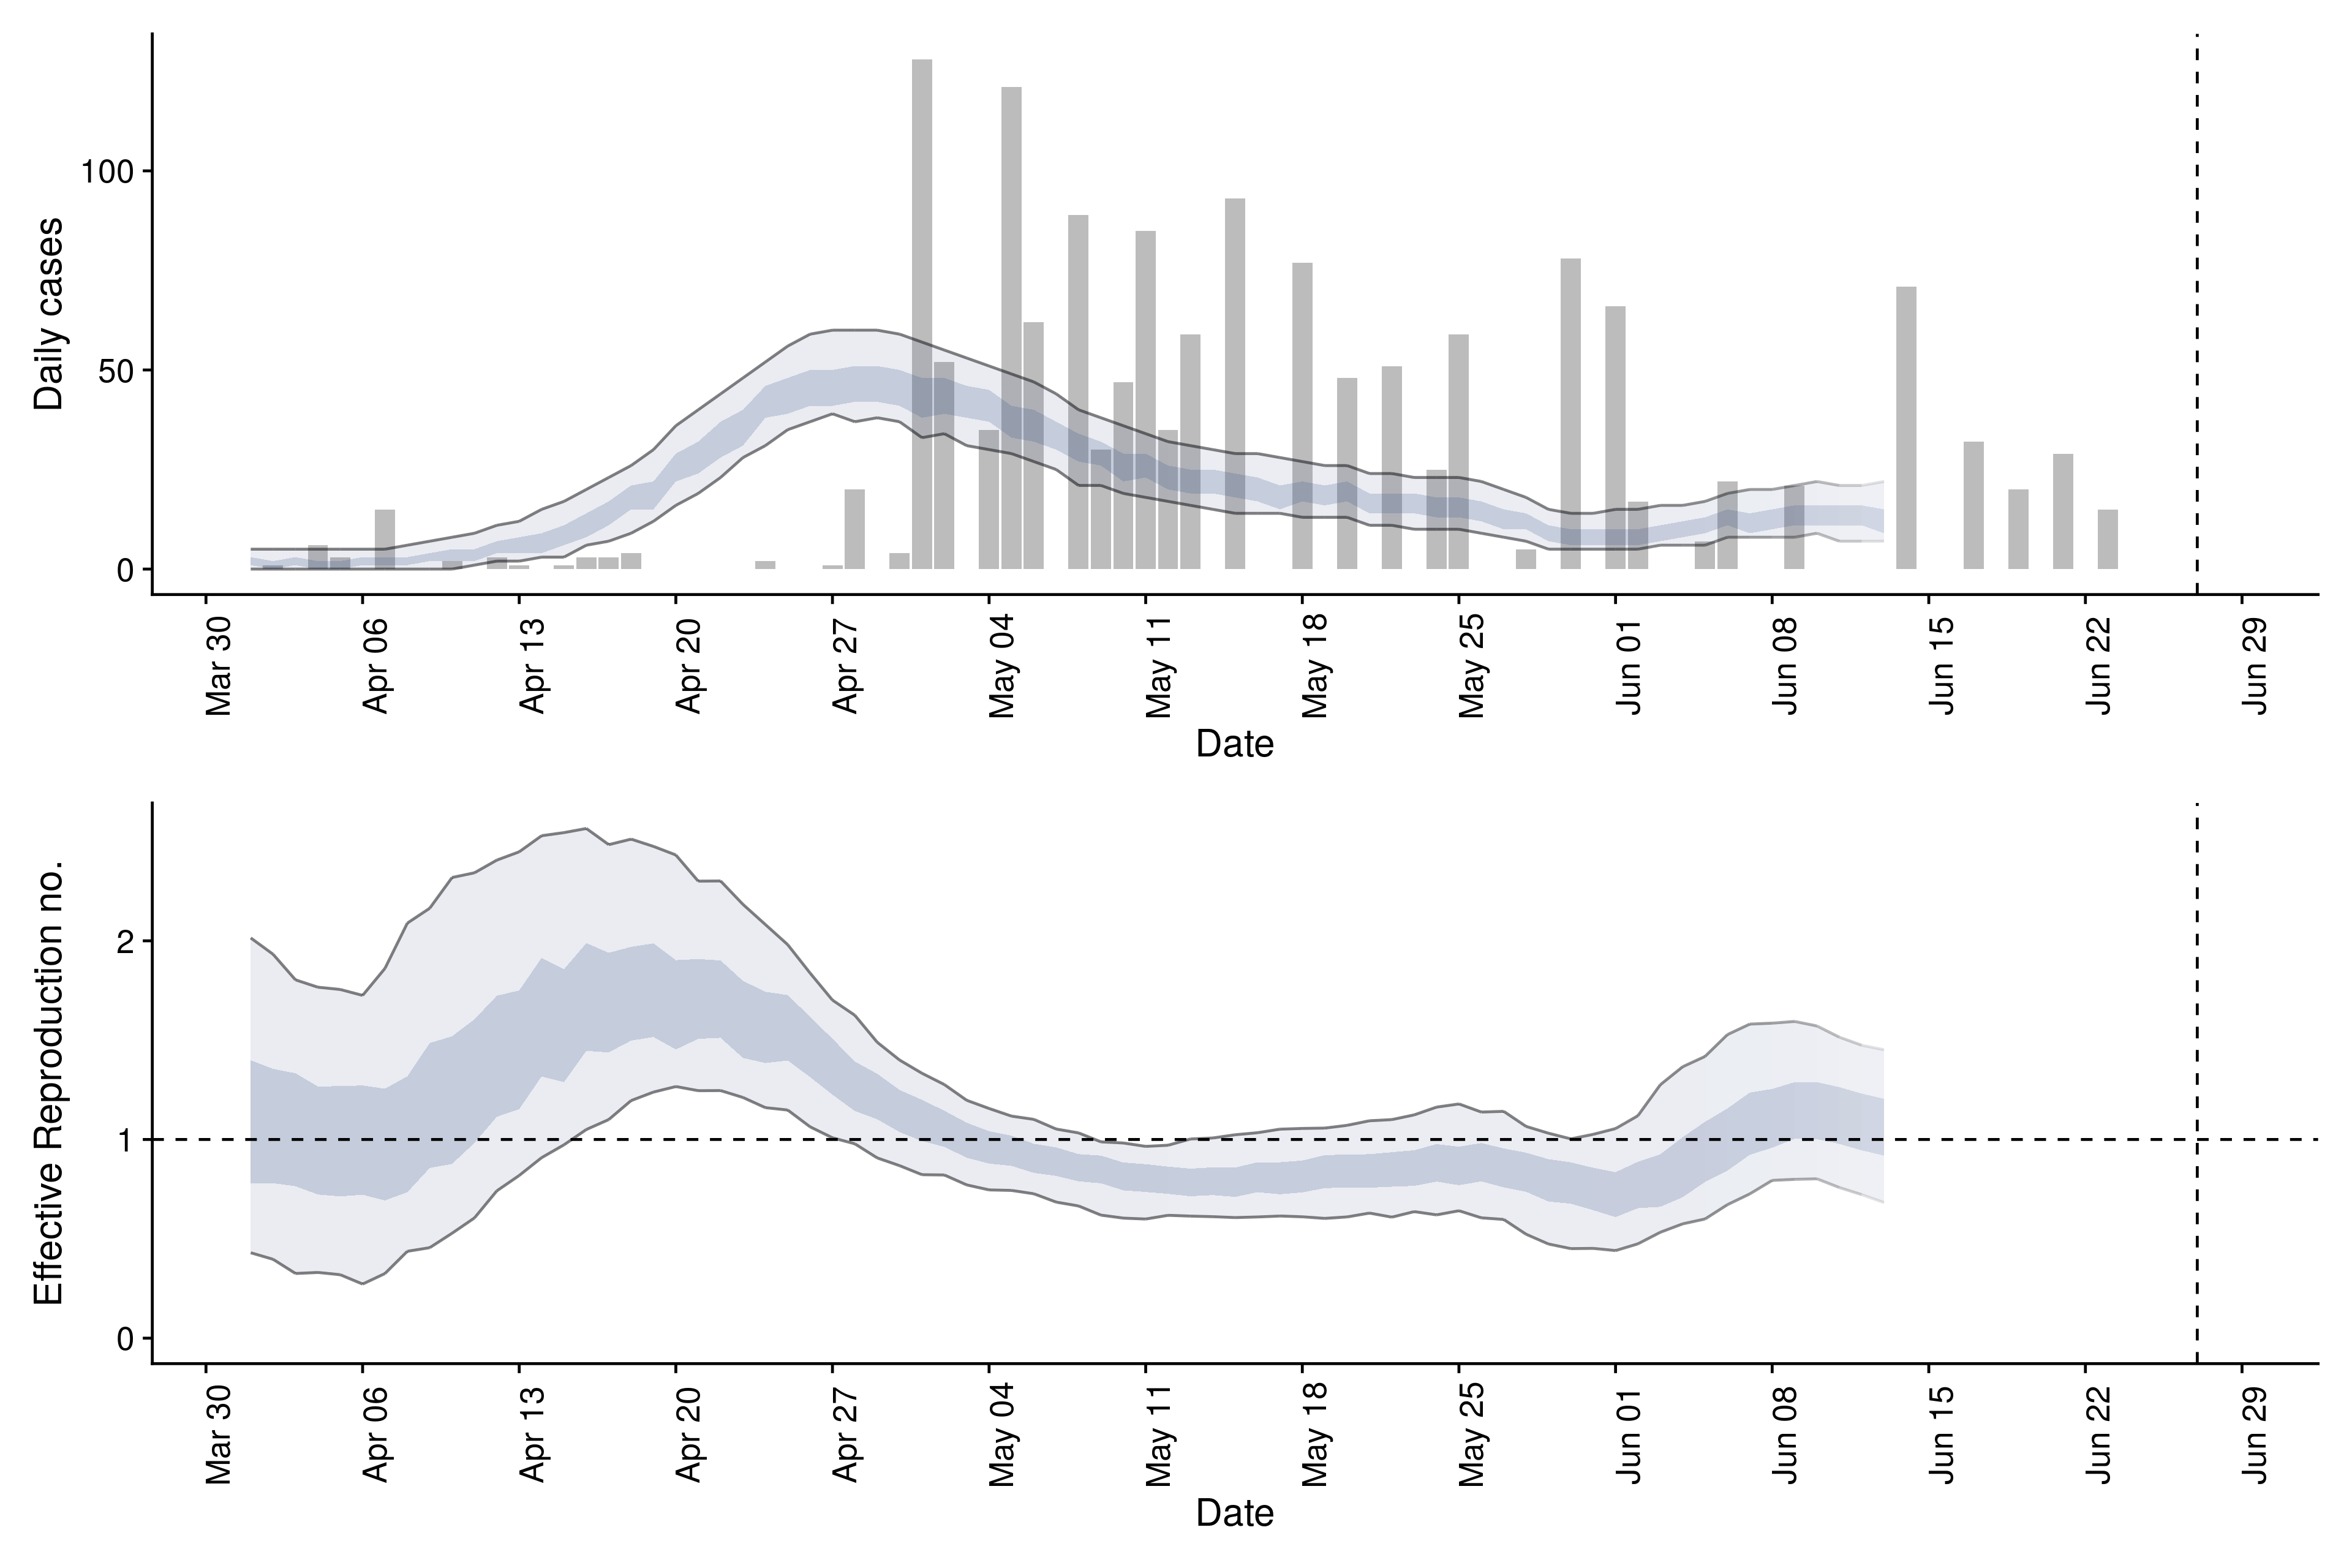 Daily cases
100
50
0
Mar 30
Apr 06
Apr 13
Apr 20
Apr 27
May 04
May 11
May 18
May 25
Jun 01
Jun 08
Jun 15
Jun 22
Jun 29
Date
Effective Reproduction no.
2
1
0
Mar 30
Apr 06
Apr 13
Apr 20
Apr 27
May 04
May 11
May 18
May 25
Jun 01
Jun 08
Jun 15
Jun 22
Jun 29
Date